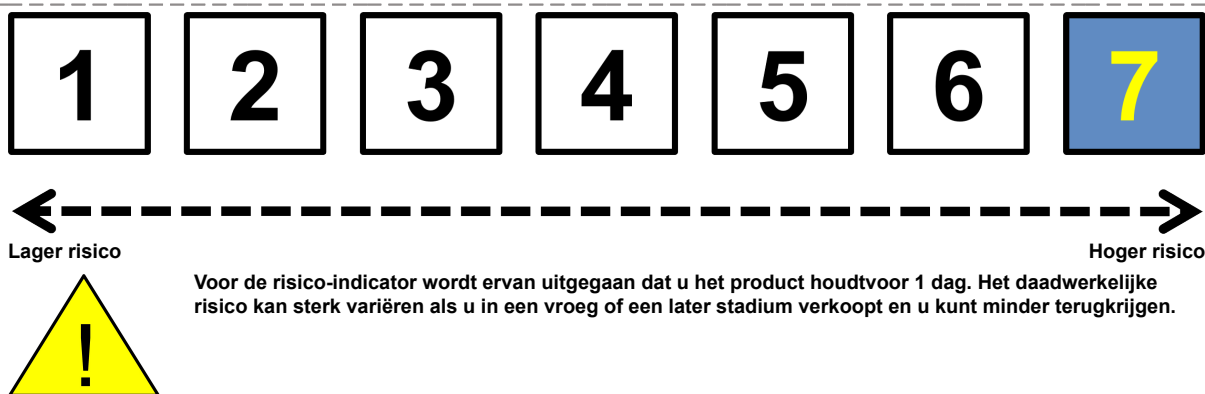 1 2 3 4 5 6 7
Lager risico Hoger risico
!
Voor de risico-indicator wordt ervan uitgegaan dat u het product houdtvoor 1 dag. Het daadwerkelijke
risico kan sterk variëren als u in een vroeg of een later stadium verkoopt en u kunt minder terugkrijgen.